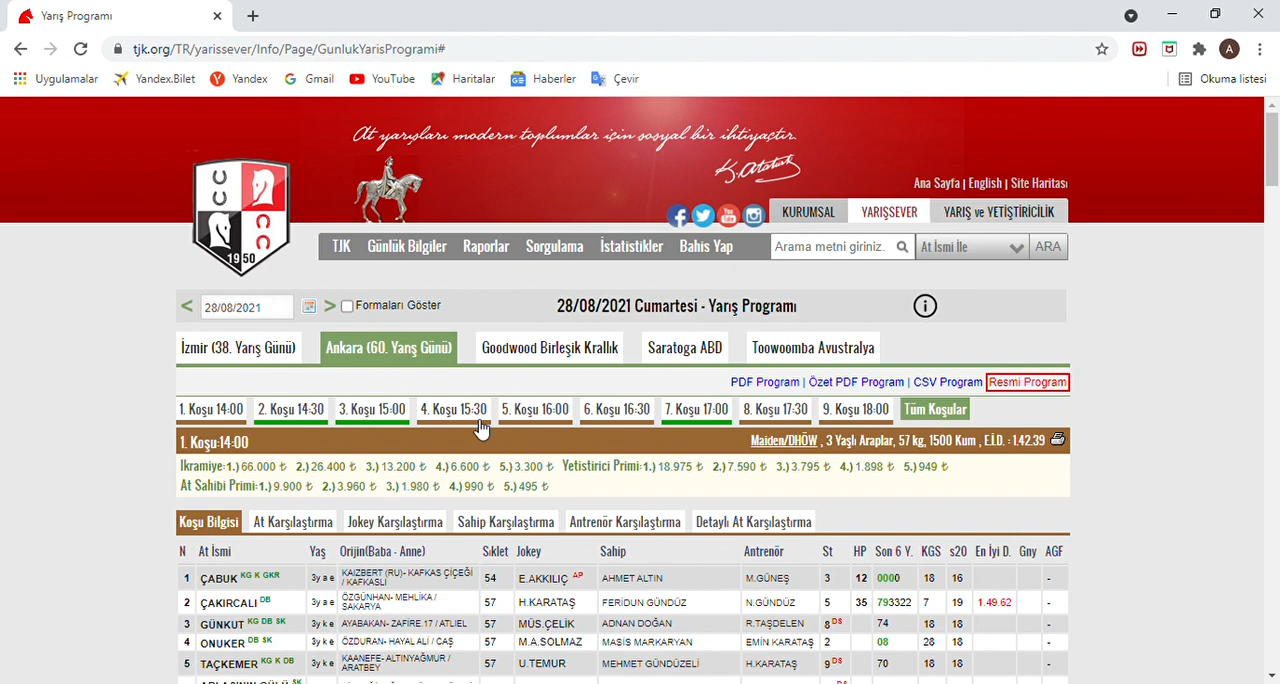 Yarış Programı
tjk.org/TR/yarissever/Info/Page/GunlukYarisProgrami#
A
Uygulamalar Yandex.Bilet Yandex Gmail YouTube Haritalar Haberler Çevir Okuma listesi
At yarışları modern toplumlar için sosyal bir ihtiyaçtır.
K. Atatürk
Ana Sayfa | English | Site Haritası
KURUMSAL YARIŞSEVER YARIŞ ve YETİŞTİRİCİLİK
1950
TJK Günlük Bilgiler Raporlar Sorgulama İstatistikler Bahis Yap Arama metni giriniz. At İsmi İle ARA
< 28/08/2021 > Formaları Göster 28/08/2021 Cumartesi - Yarış Programı
İzmir (38. Yarış Günü) Ankara (60. Yarış Günü) Goodwood Birleşik Krallık Saratoga ABD Toowoomba Avustralya
PDF Program | Özet PDF Program | CSV Program Resmi Program
1. Koşu 14:00 2. Koşu 14:30 3. Koşu 15:00 4. Koşu 15:30 5. Koşu 16:00 6. Koşu 16:30 7. Koşu 17:00 8. Koşu 17:30 9. Koşu 18:00 Tüm Koşular
1. Koşu:14:00 Maiden/DHÖW , 3 Yaşlı Araplar, 57 kg, 1500 Kum , E.İ.D. : 1.42.39
Ikramiye:1.) 66.000 ₺ 2.) 26.400 ₺ 3.) 13.200 ₺ 4.) 6.600 ₺ 5.) 3.300 ₺ Yetistirici Primi:1.) 18.975 ₺ 2.) 7.590 ₺ 3.) 3.795 ₺ 4.) 1.898 ₺ 5.) 949 ₺
At Sahibi Primi:1.) 9.900 ₺ 2.) 3.960 ₺ 3.) 1.980 ₺ 4.) 990 ₺ 5.) 495 ₺
Koşu Bilgisi At Karşılaştırma Jokey Karşılaştırma Sahip Karşılaştırma Antrenör Karşılaştırma Detaylı At Karşılaştırma
N At İsmi Yaş Orijin(Baba - Anne) Sıklet Jokey Sahip Antrenör St HP Son 6 Y. KGS s20 En İyi D. Gny AGF
1 ÇABUK KG K GKR 3y a e KAIZBERT (RU)- KAFKAS ÇİÇEĞİ / KAFKASLI 54 E.AKKILIÇ AP AHMET ALTIN M.GÜNEŞ 3 12 0000 18 16 -
2 ÇAKIRCALI DB 3y a e ÖZGÜNHAN- MEHLİKA / SAKARYA 57 H.KARATAŞ FERİDUN GÜNDÜZ N.GÜNDÜZ 5 35 793322 7 19 1.49.62 -
3 GÜNKUT KG DB SK 3y k e AYABAKAN- ZAFİRE.17 / ATLIEL 57 MÜS.ÇELİK ADNAN DOĞAN R.TAŞDELEN 8 DS 74 18 18 -
4 ONUKER DB SK 3y k e ÖZDURAN- HAYAL ALİ / CAŞ 57 M.A.SOLMAZ MASİS MARKARYAN EMİN KARATAŞ 2 08 28 18 -
5 TAÇKEMER KG K DB 3y k e KAANEFE- ALTINYAĞMUR / ARATBEY 57 U.TEMUR MEHMET GÜNDÜZELİ H.KARATAŞ 9 DS 70 18 18 -